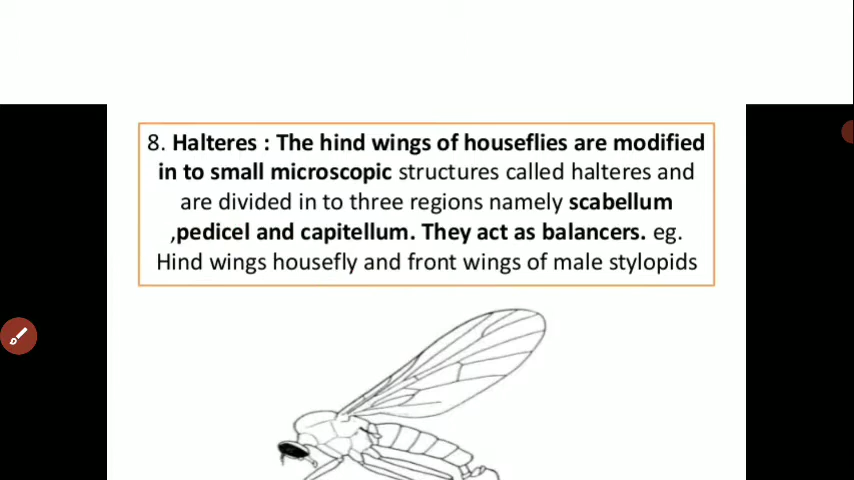 8. Halteres : The hind wings of houseflies are modified
in to small microscopic structures called halteres and
are divided in to three regions namely scabellum
,pedicel and capitellum. They act as balancers. eg.
Hind wings housefly and front wings of male stylopids